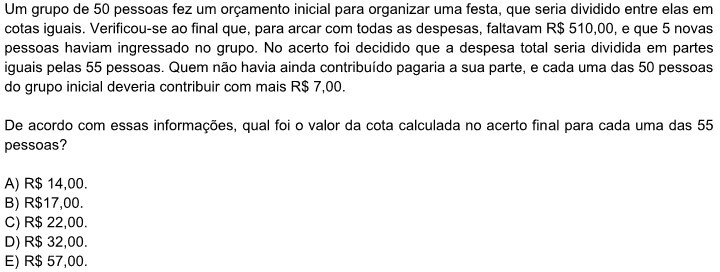 Um grupo de 50 pessoas fez um orçamento inicial para organizar uma festa, que seria dividido entre elas em
cotas iguais. Verificou-se ao final que, para arcar com todas as despesas, faltavam R$ 510,00, e que 5 novas
pessoas haviam ingressado no grupo. No acerto foi decidido que a despesa total seria dividida em partes
iguais pelas 55 pessoas. Quem não havia ainda contribuído pagaria a sua parte, e cada uma das 50 pessoas
do grupo inicial deveria contribuir com mais R$ 7,00.
De acordo com essas informações, qual foi o valor da cota calculada no acerto final para cada uma das 55
pessoas?
A) R$ 14,00.
B) R$17,00.
C) R$ 22,00.
D) R$ 32,00.
E) R$ 57,00.